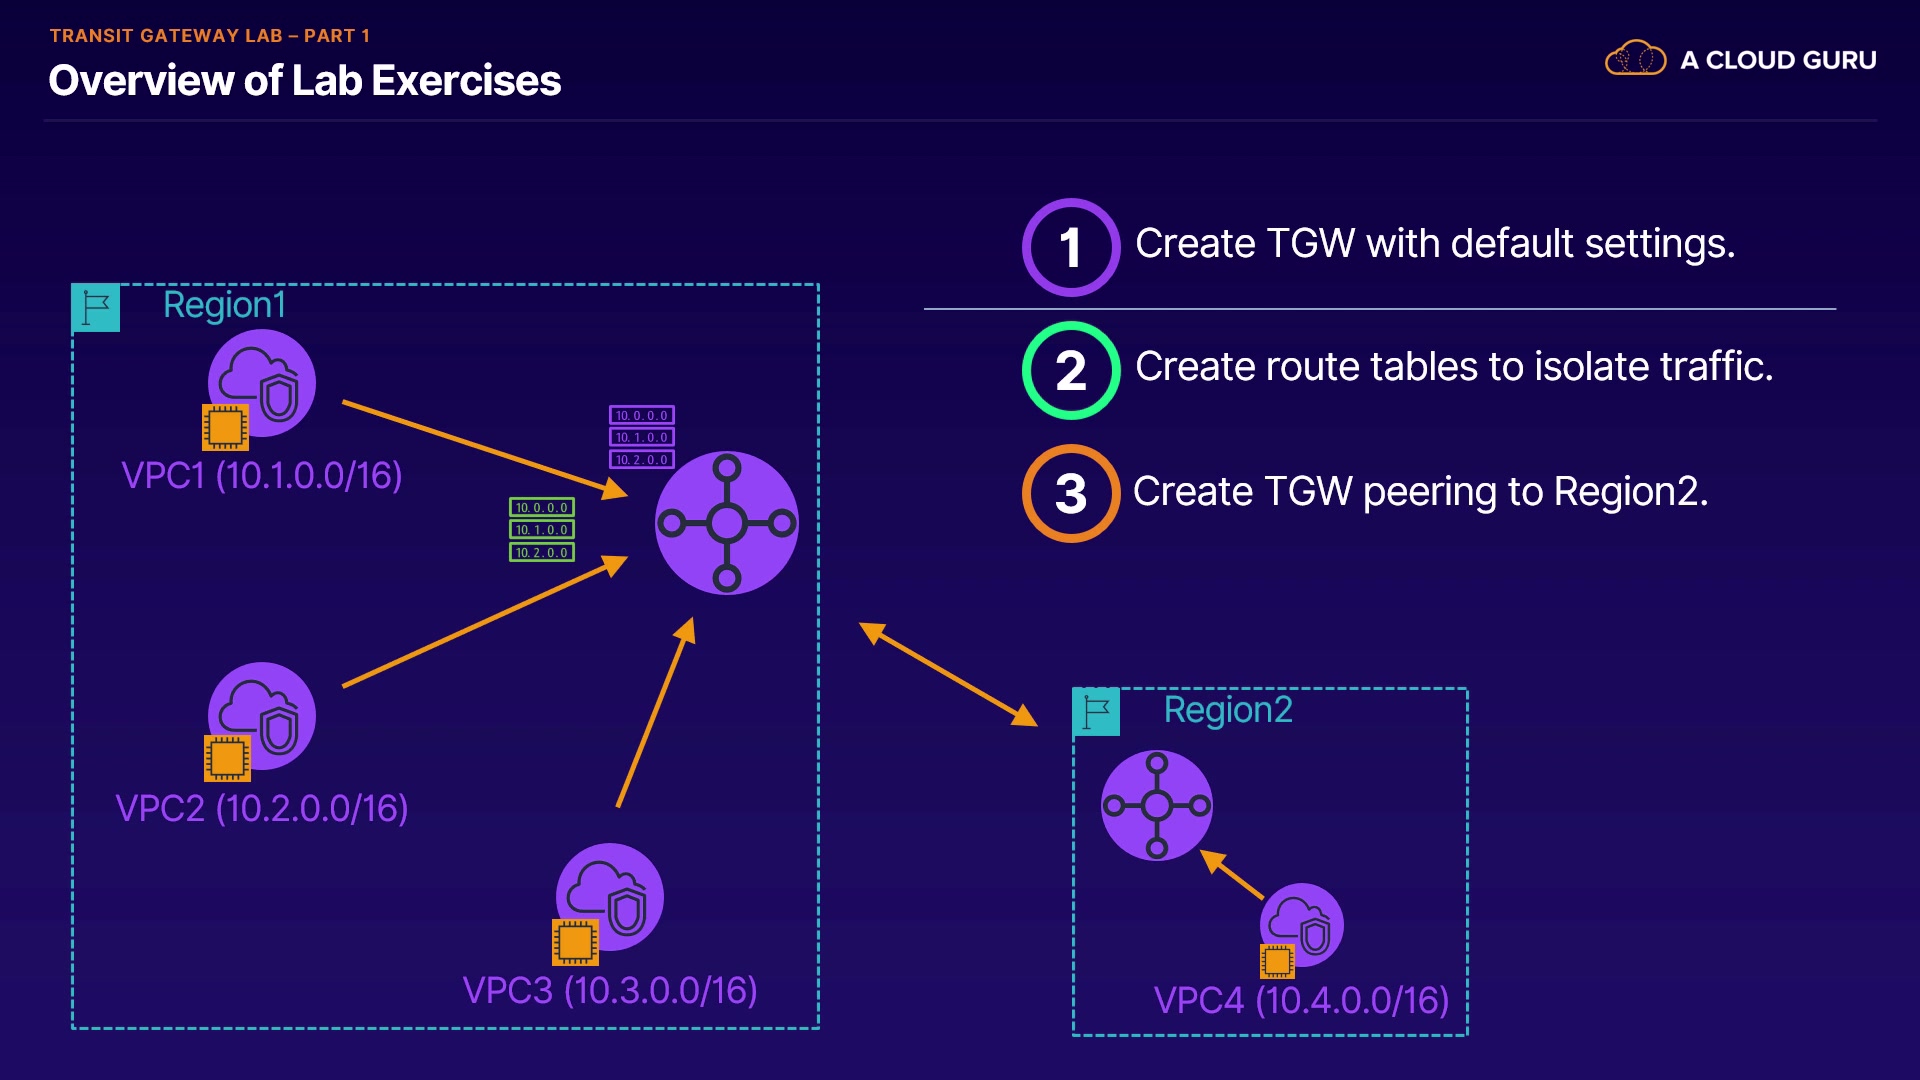 TRANSIT GATEWAY LAB – PART 1
Overview of Lab Exercises
A CLOUD GURU
1 Create TGW with default settings.
2 Create route tables to isolate traffic.
3 Create TGW peering to Region2.
Region1
VPC1 (10.1.0.0/16)
10.0.0.0
10.1.0.0
10.2.0.0
10.0.0.0
10.1.0.0
10.2.0.0
VPC2 (10.2.0.0/16)
VPC3 (10.3.0.0/16)
Region2
VPC4 (10.4.0.0/16)